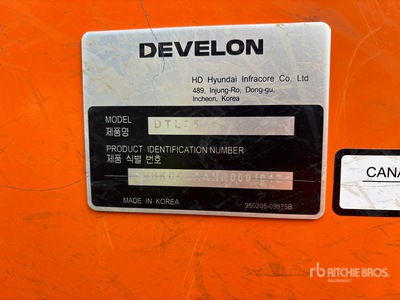 DEVELON
HD Hyundai Infracore Co. Ltd
489, Injung-Ro, Dong-gu,
Incheon, Korea
MODEL
제품명
PRODUCT IDENTIFICATION NUMBER
제품 식별 번호
MADE IN KOREA 950205-09975B
CANA
rb RITCHIE BROS.